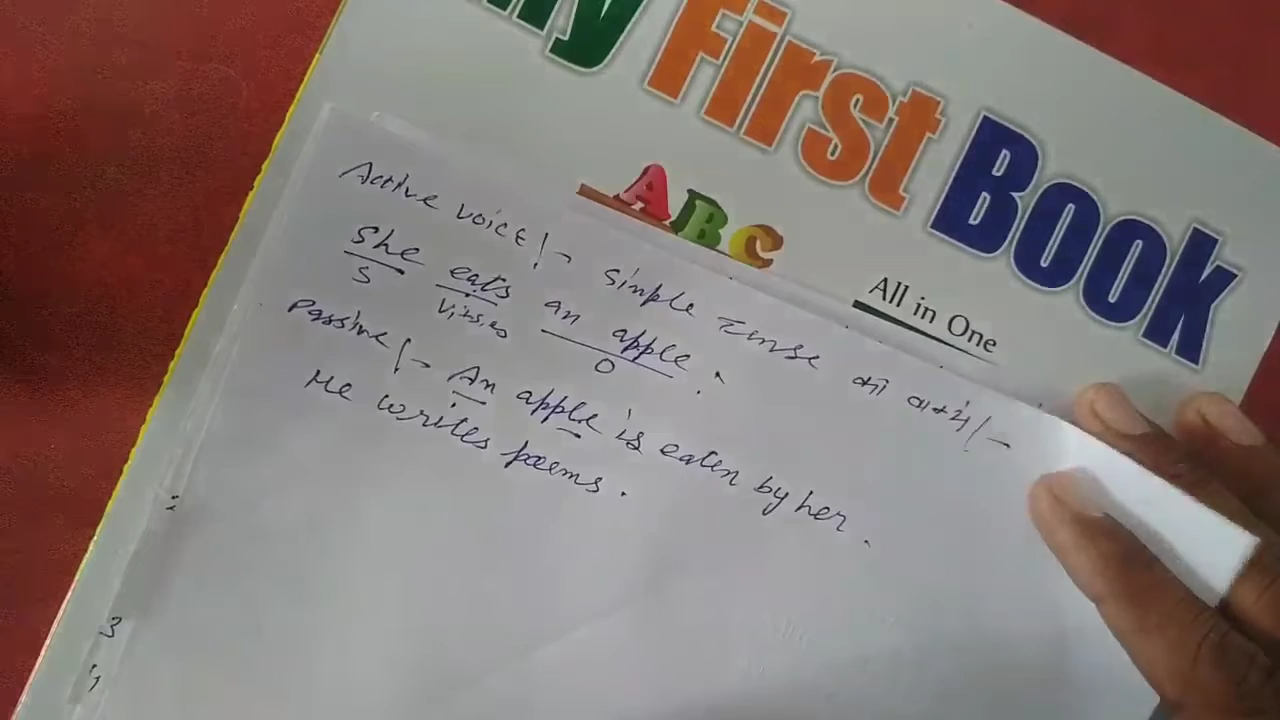 My First Book
ABC
All in One
Active voice :- simple Tense की वाक्य :-
She eats an apple.
S V1+s,es O
Passive :- An apple is eaten by her.
He writes poems.
3